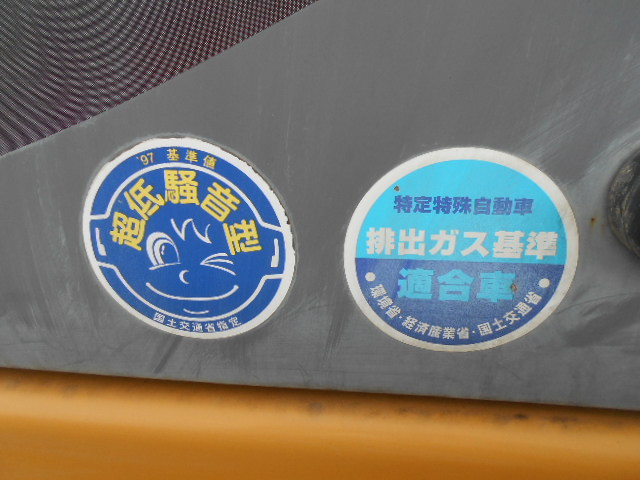 '97 基準値
超低騒音型
国土交通省指定
特定特殊自動車
排出ガス基準
適合車
環境省・経済産業省・国土交通省